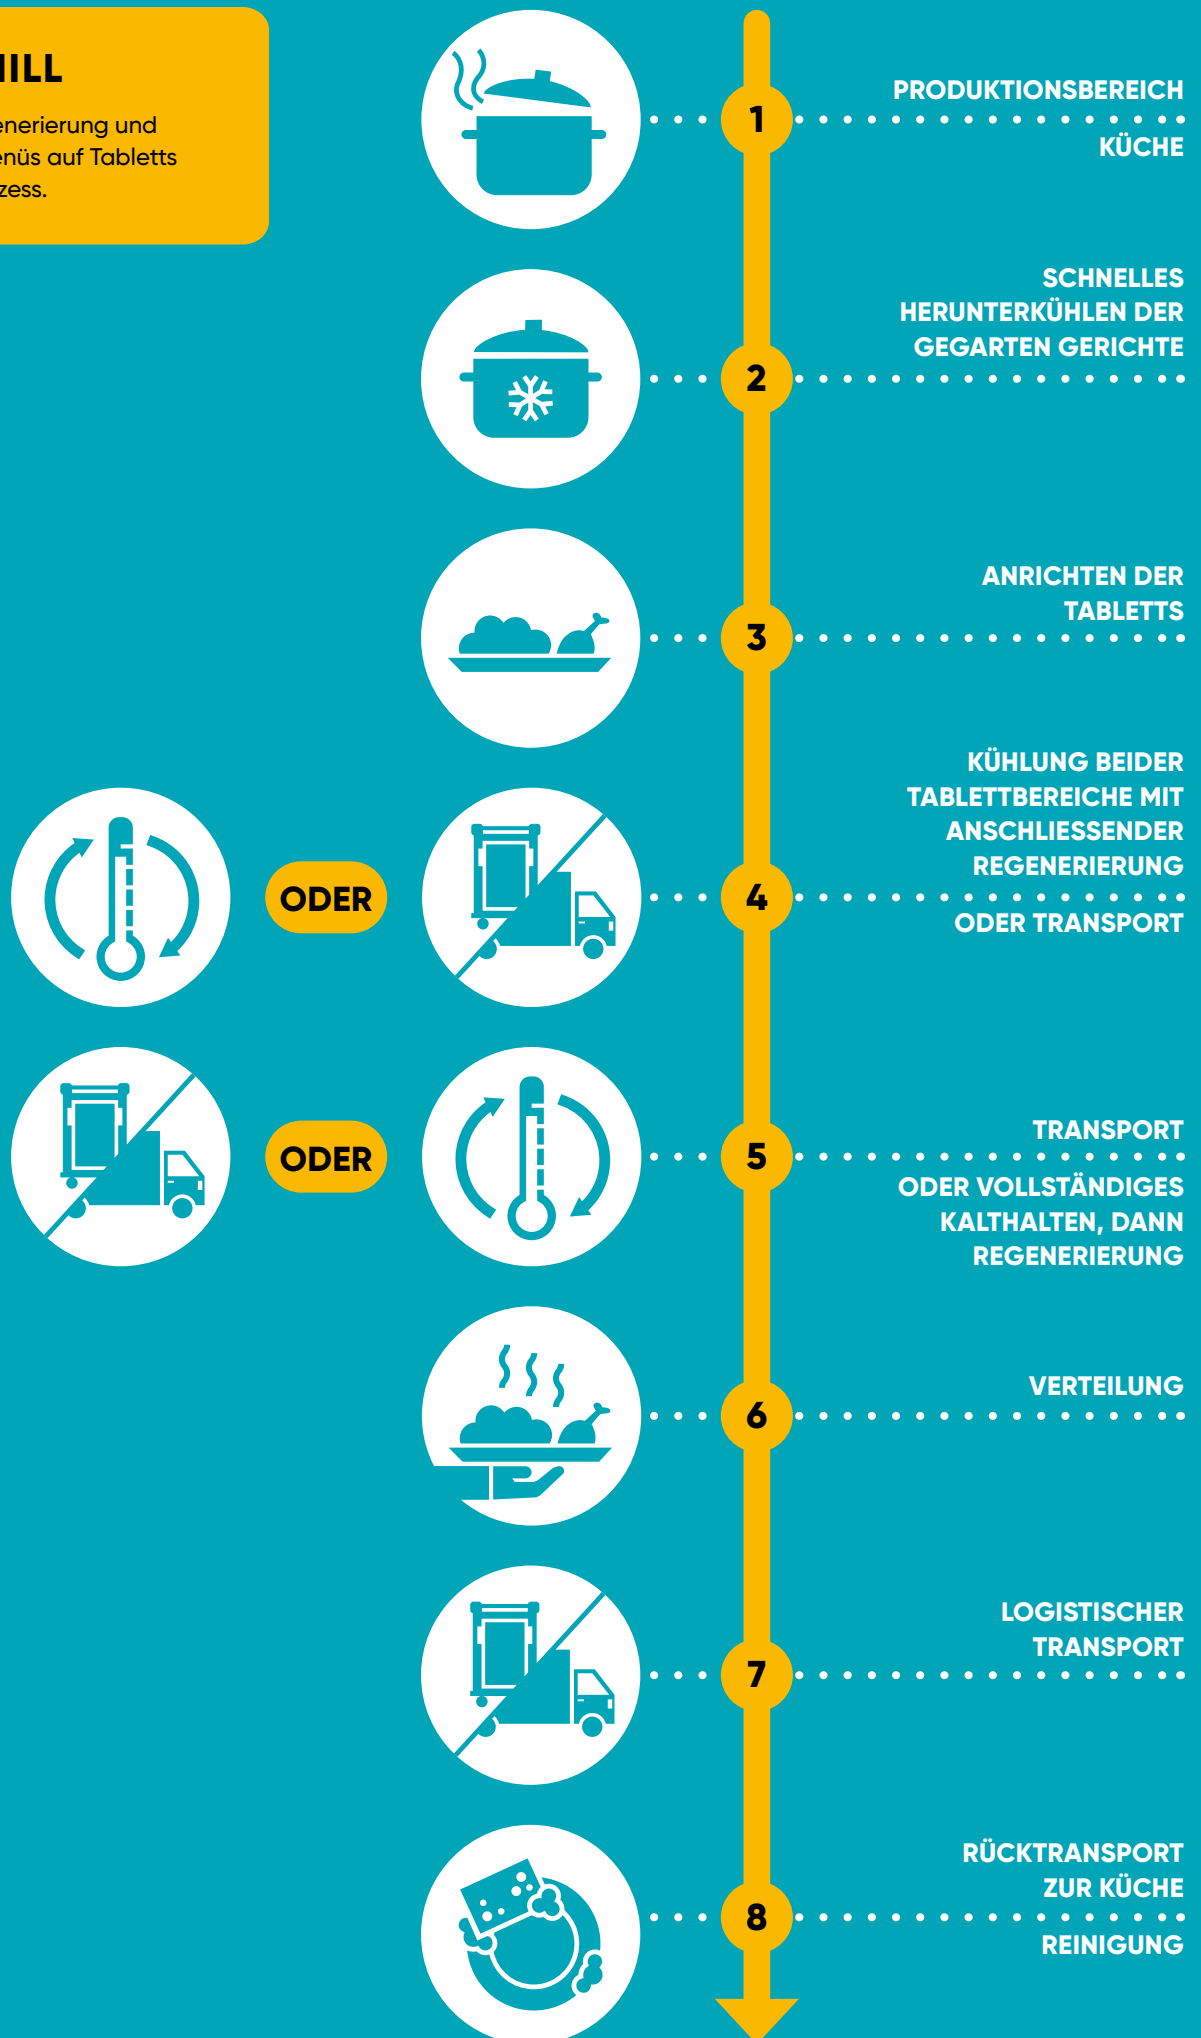 HILL
enerierung und
enüs auf Tabletts
zess.
1
PRODUKTIONSBEREICH
KÜCHE
2
SCHNELLES
HERUNTERKÜHLEN DER
GEGARTEN GERICHTE
3
ANRICHTEN DER
TABLETTS
ODER
4
KÜHLUNG BEIDER
TABLETTBEREICHE MIT
ANSCHLIESSENDER
REGENERIERUNG
ODER TRANSPORT
ODER
5
TRANSPORT
ODER VOLLSTÄNDIGES
KALTHALTEN, DANN
REGENERIERUNG
6
VERTEILUNG
7
LOGISTISCHER
TRANSPORT
8
RÜCKTRANSPORT
ZUR KÜCHE
REINIGUNG